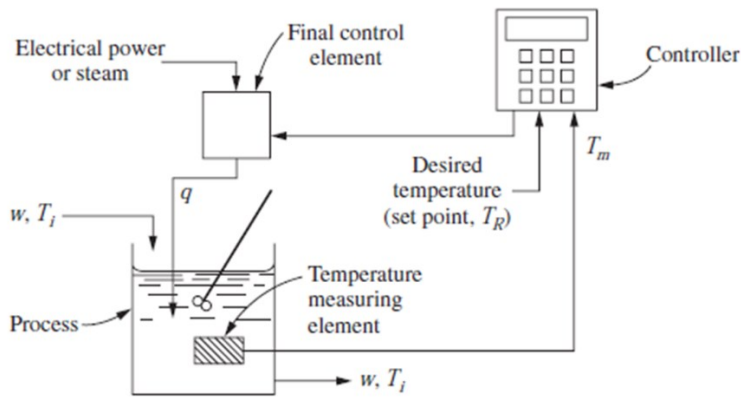 Electrical power
or steam
Final control
element
Controller
T_m
Desired
temperature
(set point, T_R)
q
w, T_i
Temperature
measuring
element
Process
w, T_i